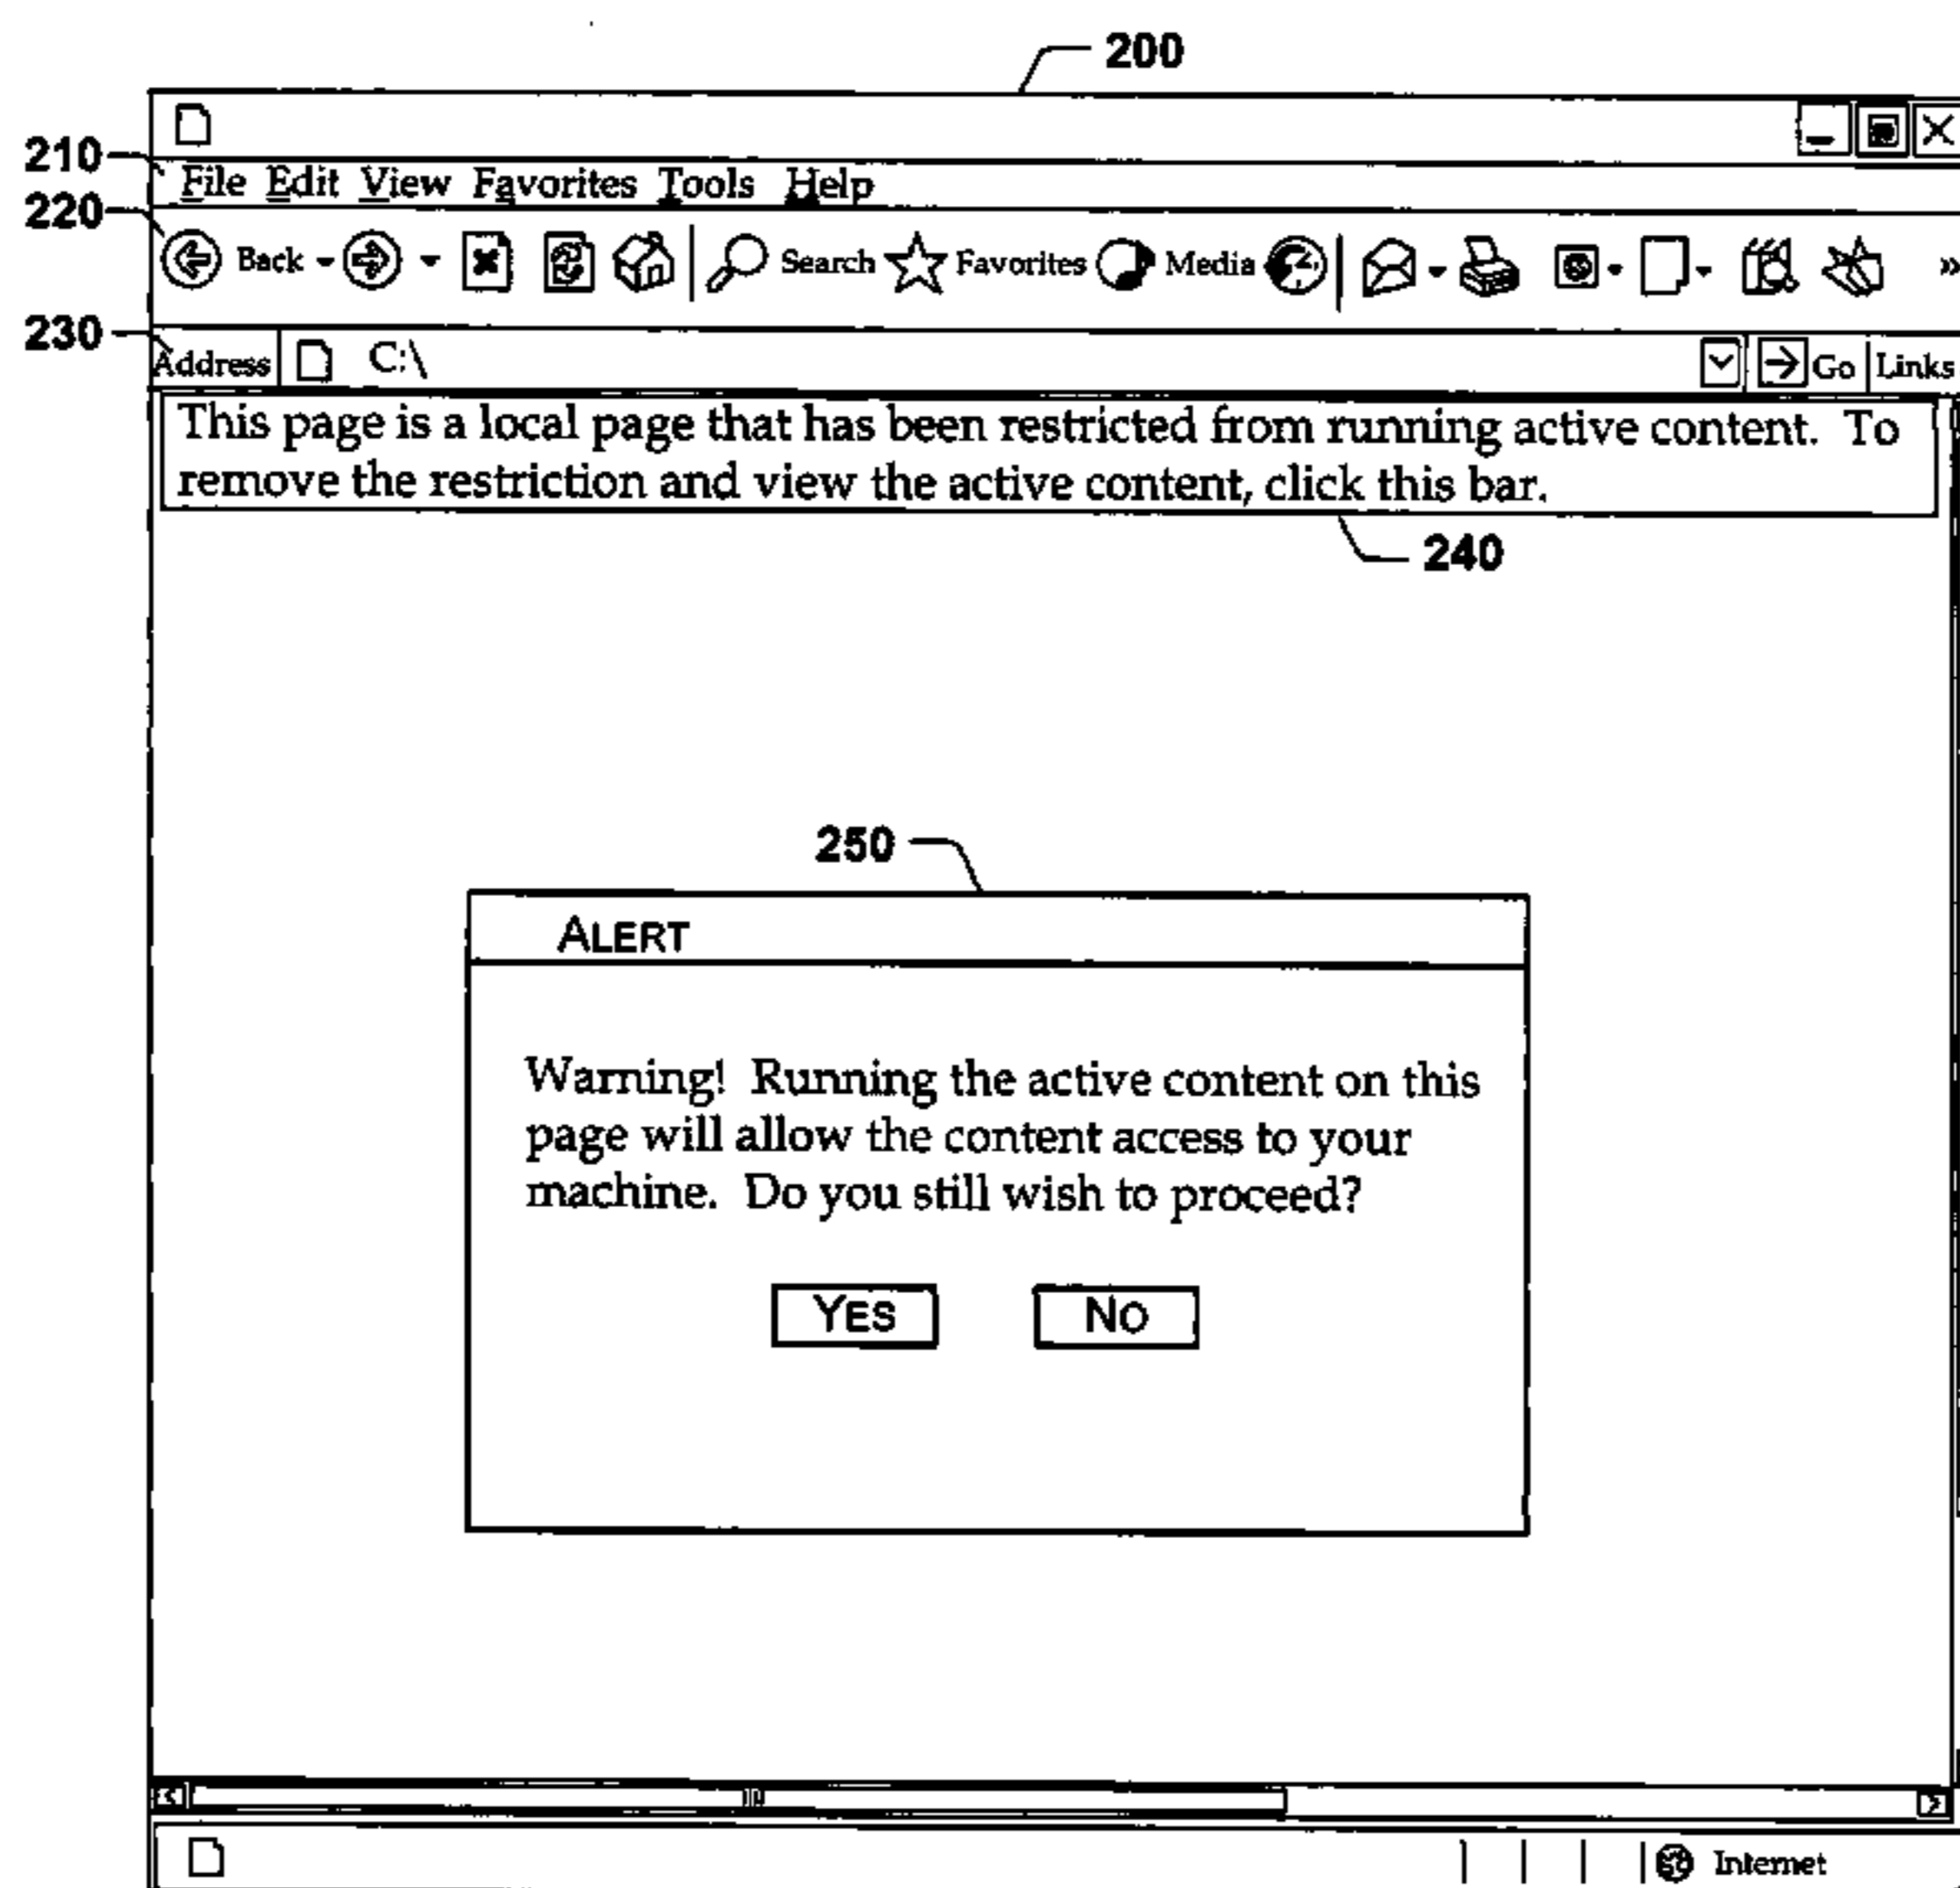 200
210
File Edit View Favorites Tools Help
220
Back Search Favorites Media »
230
Address C:\ Go Links
This page is a local page that has been restricted from running active content. To
remove the restriction and view the active content, click this bar.
240
250
ALERT
Warning! Running the active content on this
page will allow the content access to your
machine. Do you still wish to proceed?
YES NO
Internet